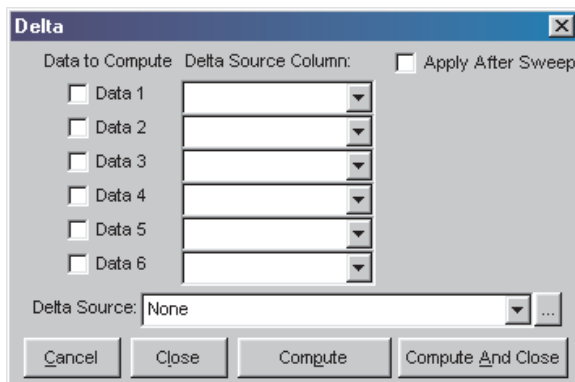 Delta
Data to Compute Delta Source Column: Apply After Sweep
Data 1
Data 2
Data 3
Data 4
Data 5
Data 6
Delta Source: None ...
Cancel Close Compute Compute And Close